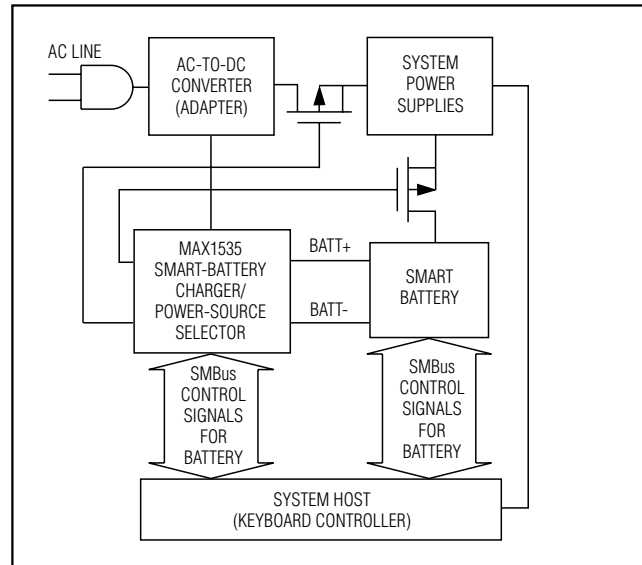 AC LINE
AC-TO-DC
CONVERTER
(ADAPTER)
SYSTEM
POWER
SUPPLIES
MAX1535
SMART-BATTERY
CHARGER/
POWER-SOURCE
SELECTOR
BATT+
BATT-
SMART
BATTERY
SMBus
CONTROL
SIGNALS
FOR
BATTERY
SMBus
CONTROL
SIGNALS
FOR
BATTERY
SYSTEM HOST
(KEYBOARD CONTROLLER)